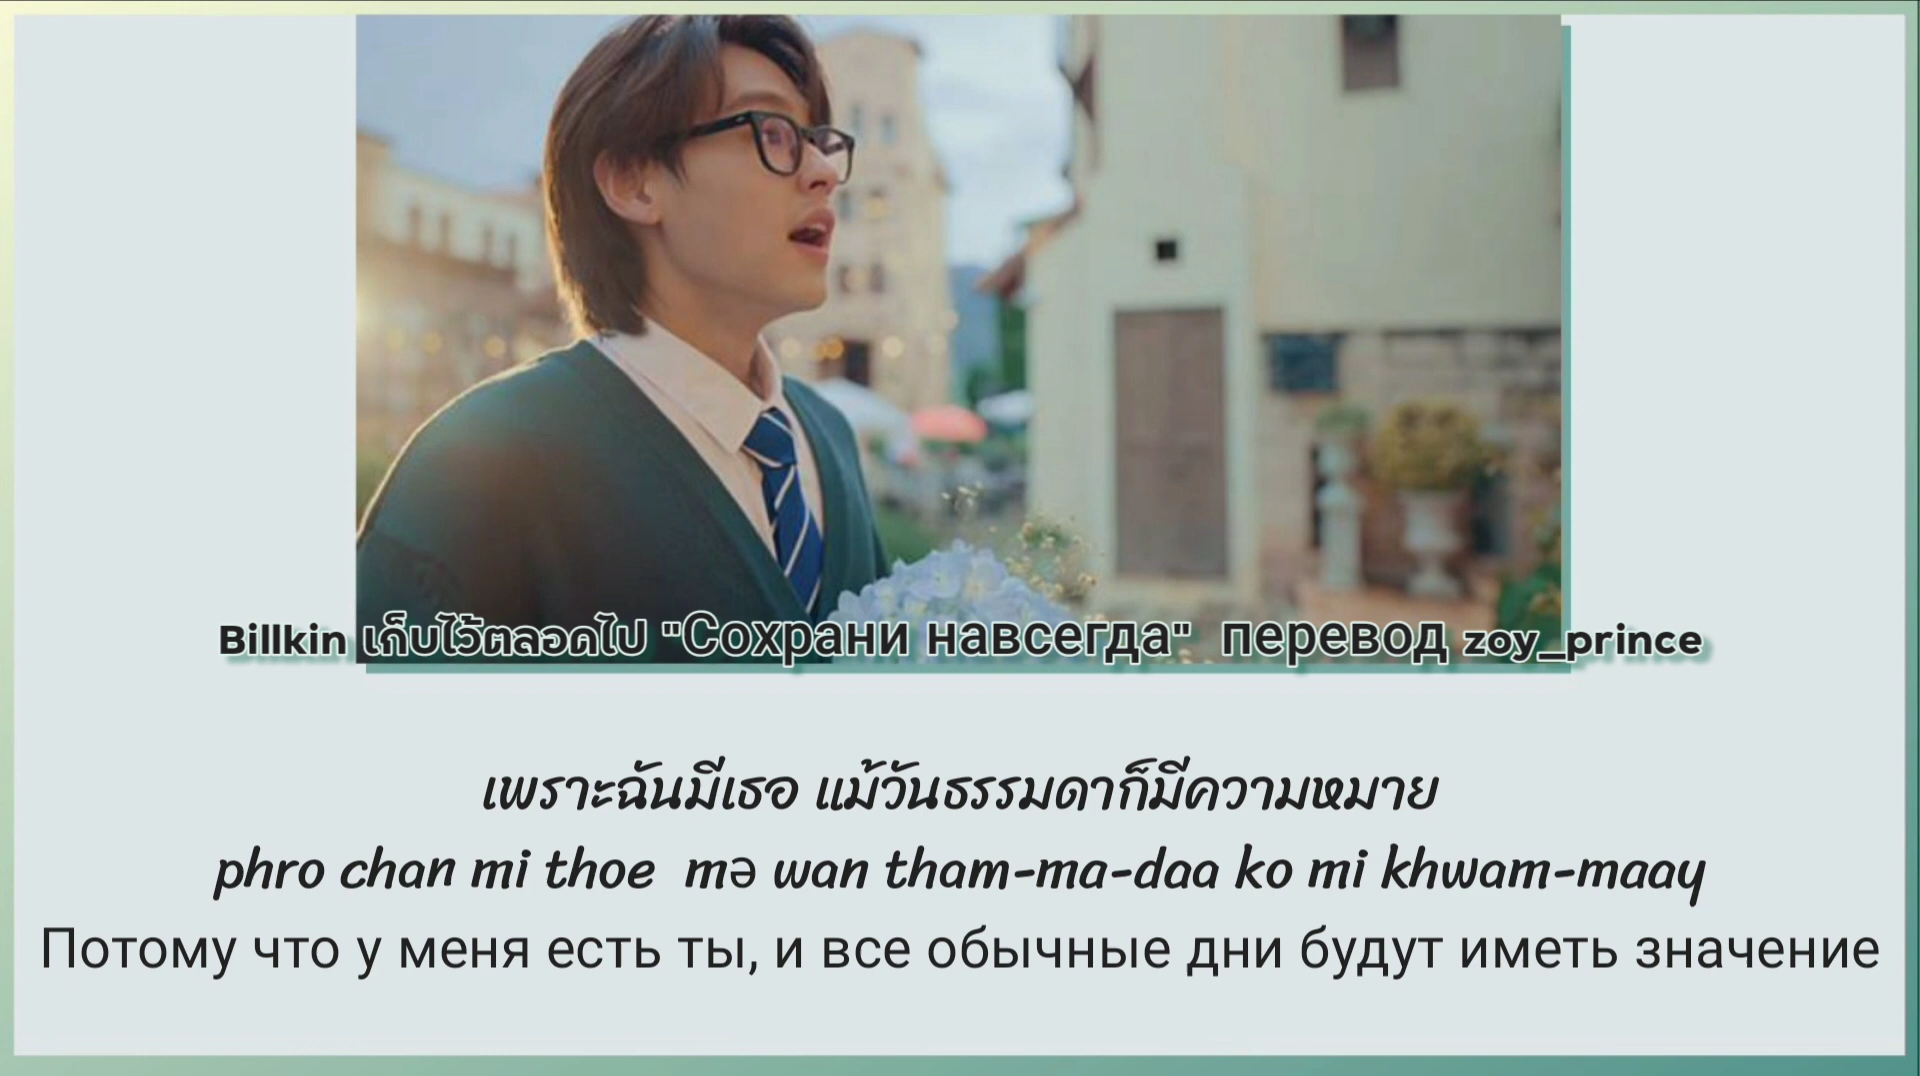 Billkin เก็บไว้ตลอดไป "Сохрани навсегда" перевод zoy_prince
เพราะฉันมีเธอ แม้วันธรรมดาก็มีความหมาย
phro chan mi thoe mə wan tham-ma-daa ko mi khwam-maay
Потому что у меня есть ты, и все обычные дни будут иметь значение